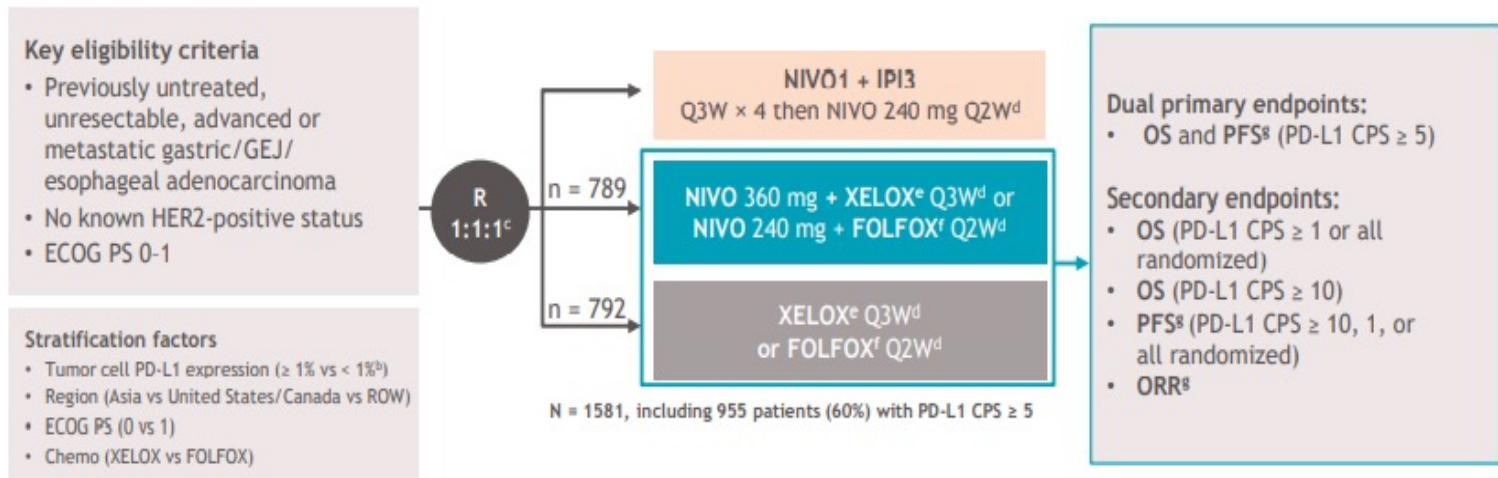 Key eligibility criteria
• Previously untreated,
unresectable, advanced or
metastatic gastric/GEJ/
esophageal adenocarcinoma
• No known HER2-positive status
• ECOG PS 0-1
Stratification factors
• Tumor cell PD-L1 expression (≥ 1% vs < 1%ᵇ)
• Region (Asia vs United States/Canada vs ROW)
• ECOG PS (0 vs 1)
• Chemo (XELOX vs FOLFOX)
R
1:1:1ᶜ
n = 789
n = 792
NIVO1 + IPI3
Q3W × 4 then NIVO 240 mg Q2Wᵈ
NIVO 360 mg + XELOXᵉ Q3Wᵈ or
NIVO 240 mg + FOLFOXᶠ Q2Wᵈ
XELOXᵉ Q3Wᵈ
or FOLFOXᶠ Q2Wᵈ
N = 1581, including 955 patients (60%) with PD-L1 CPS ≥ 5
Dual primary endpoints:
• OS and PFSᵍ (PD-L1 CPS ≥ 5)
Secondary endpoints:
• OS (PD-L1 CPS ≥ 1 or all
randomized)
• OS (PD-L1 CPS ≥ 10)
• PFSᵍ (PD-L1 CPS ≥ 10, 1, or
all randomized)
• ORRᵍ